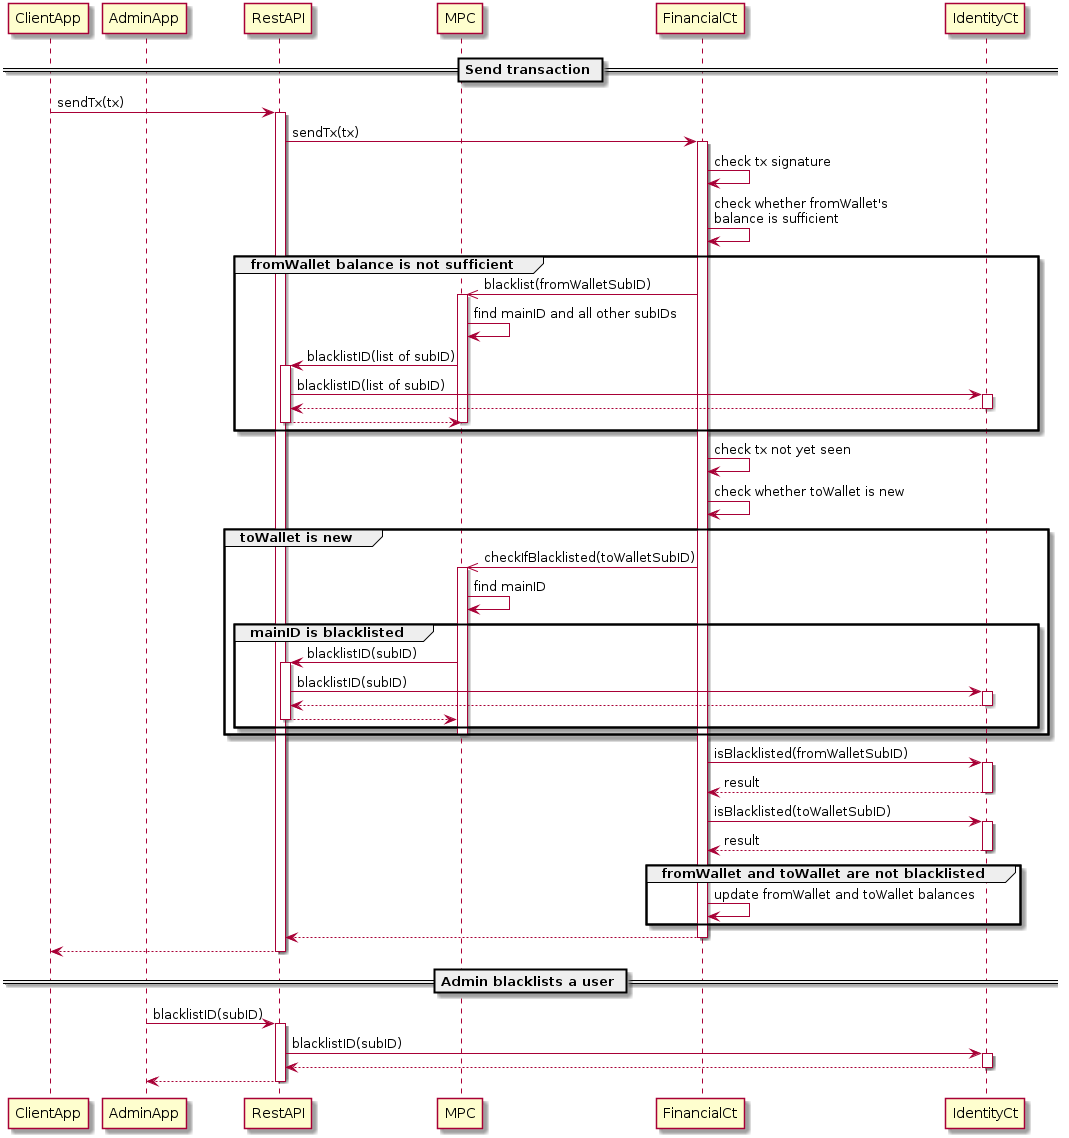 ClientApp AdminApp RestAPI MPC FinancialCt IdentityCt
Send transaction
sendTx(tx)
sendTx(tx)
check tx signature
check whether fromWallet's
balance is sufficient
fromWallet balance is not sufficient
blacklist(fromWalletSubID)
find mainID and all other subIDs
blacklistID(list of subID)
blacklistID(list of subID)
check tx not yet seen
check whether toWallet is new
toWallet is new
checkIfBlacklisted(toWalletSubID)
find mainID
mainID is blacklisted
blacklistID(subID)
blacklistID(subID)
isBlacklisted(fromWalletSubID)
result
isBlacklisted(toWalletSubID)
result
fromWallet and toWallet are not blacklisted
update fromWallet and toWallet balances
Admin blacklists a user
blacklistID(subID)
blacklistID(subID)
ClientApp AdminApp RestAPI MPC FinancialCt IdentityCt